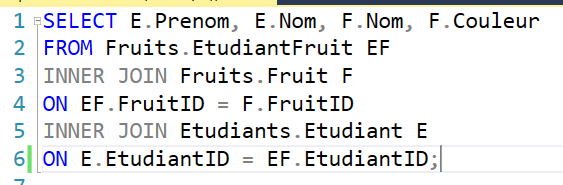 1 SELECT E.Prenom, E.Nom, F.Nom, F.Couleur
2 FROM Fruits.EtudiantFruit EF
3 INNER JOIN Fruits.Fruit F
4 ON EF.FruitID = F.FruitID
5 INNER JOIN Etudiants.Etudiant E
6 ON E.EtudiantID = EF.EtudiantID;
7